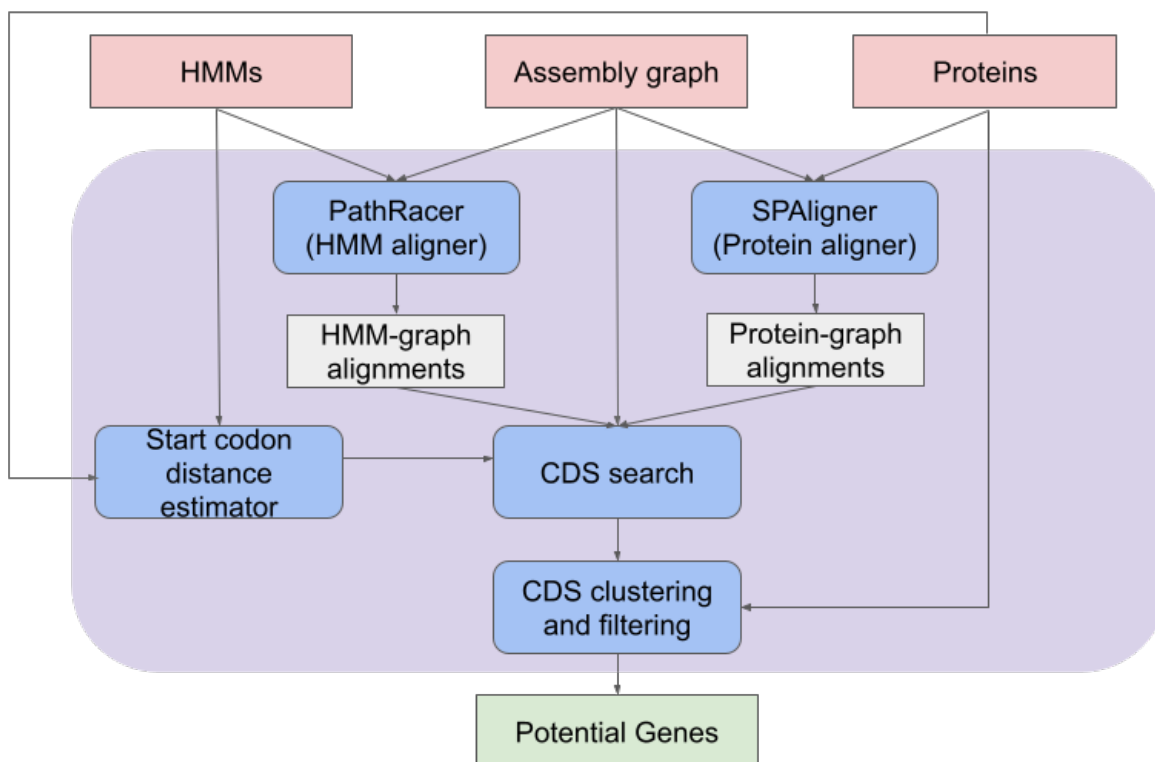 HMMs
Assembly graph
Proteins
PathRacer
(HMM aligner)
SPAligner
(Protein aligner)
HMM-graph
alignments
Protein-graph
alignments
Start codon
distance
estimator
CDS search
CDS clustering
and filtering
Potential Genes